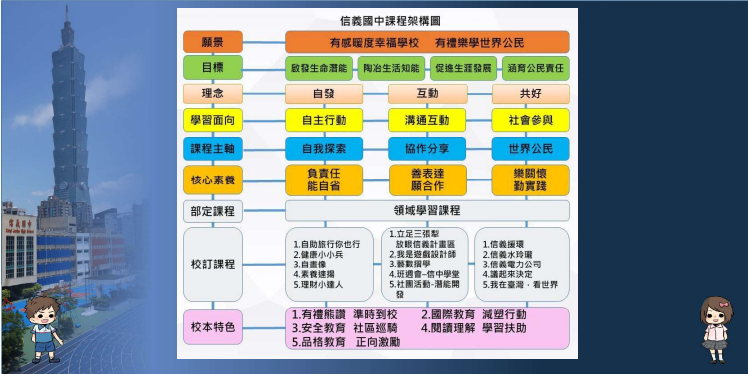 信義國中課程架構圖
願景 有感暖度幸福學校 有禮樂學世界公民
目標 啟發生命潛能 陶冶生活知能 促進生涯發展 涵育公民責任
理念 自發 互動 共好
學習面向 自主行動 溝通互動 社會參與
課程主軸 自我探索 協作分享 世界公民
核心素養
負責任
能自省
善表達
願合作
樂關懷
勤實踐
部定課程 領域學習課程
校訂課程
1.自助旅行你也行
2.健康小小兵
3.自畫像
4.素養速揚
5.理財小達人
1.立足三張犁
放眼信義計畫區
2.我是遊戲設計師
3.藝數摺學
4.班週會–信中學堂
5.社團活動-潛能開
發
1.信義援環
2.信義水玲瓏
3.信義電力公司
4.議起來決定
5.我在臺灣，看世界
校本特色
1.有禮熊讚 準時到校 2.國際教育 減塑行動
3.安全教育 社區巡騎 4.閱讀理解 學習扶助
5.品格教育 正向激勵
信義國中